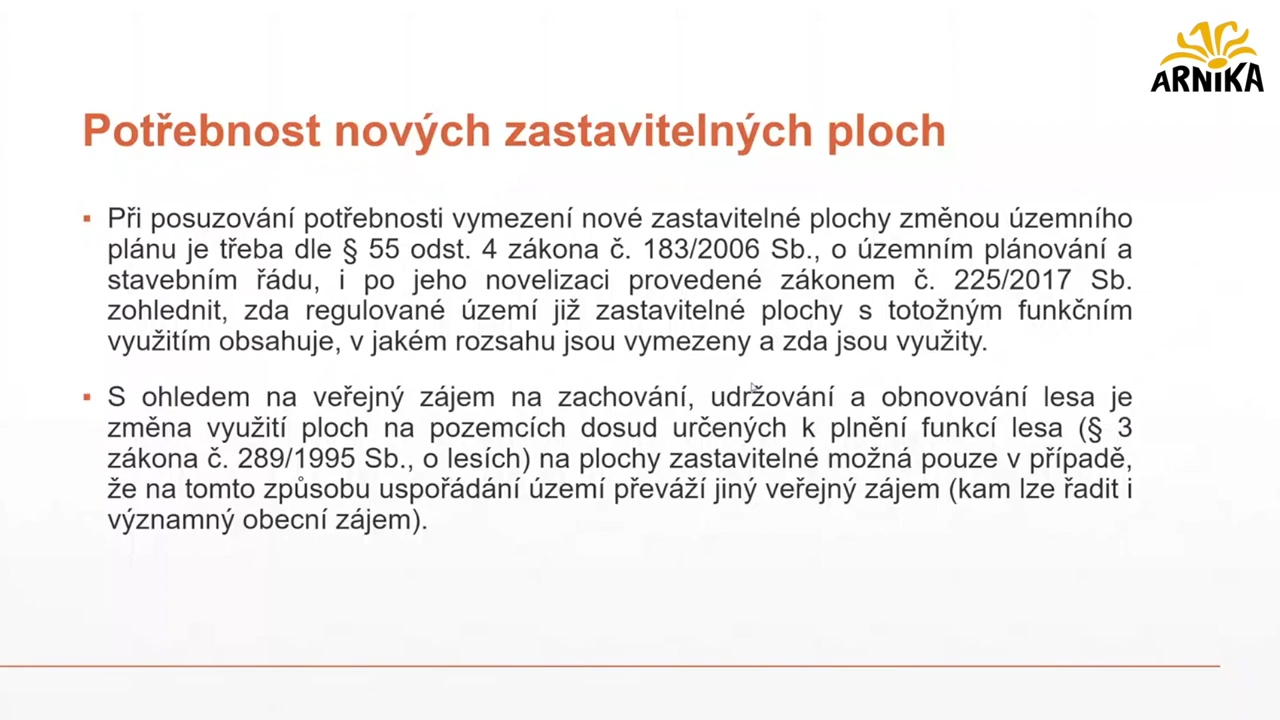 ARNIKA
Potřebnost nových zastavitelných ploch
▪ Při posuzování potřebnosti vymezení nové zastavitelné plochy změnou územního
plánu je třeba dle § 55 odst. 4 zákona č. 183/2006 Sb., o územním plánování a
stavebním řádu, i po jeho novelizaci provedené zákonem č. 225/2017 Sb.
zohlednit, zda regulované území již zastavitelné plochy s totožným funkčním
využitím obsahuje, v jakém rozsahu jsou vymezeny a zda jsou využity.
▪ S ohledem na veřejný zájem na zachování, udržování a obnovování lesa je
změna využití ploch na pozemcích dosud určených k plnění funkcí lesa (§ 3
zákona č. 289/1995 Sb., o lesích) na plochy zastavitelné možná pouze v případě,
že na tomto způsobu uspořádání území převáží jiný veřejný zájem (kam lze řadit i
významný obecní zájem).